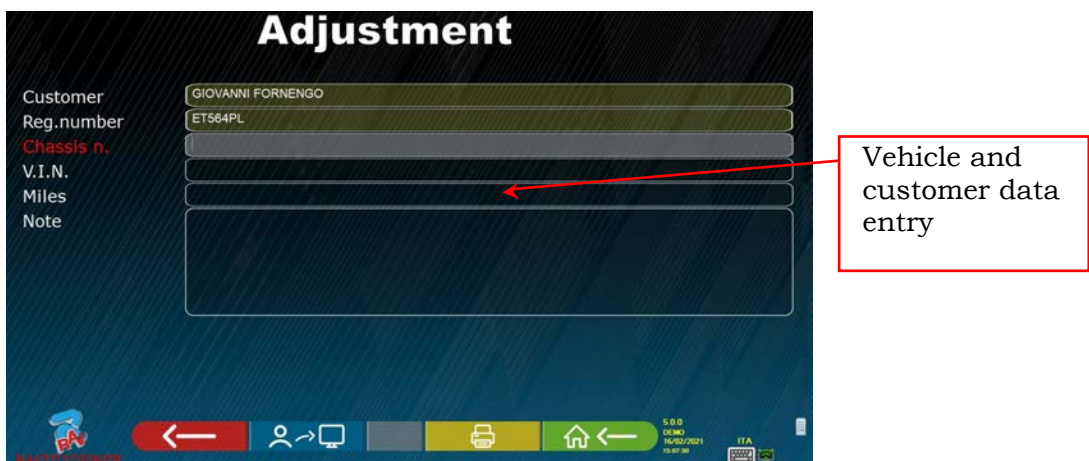 Adjustment
Customer
GIOVANNI FORNENGO
Reg.number
ET564PL
Chassis n.
V.I.N.
Miles
Note
Vehicle and
customer data
entry
5.0.0
DEMO
16/02/2021
ITA